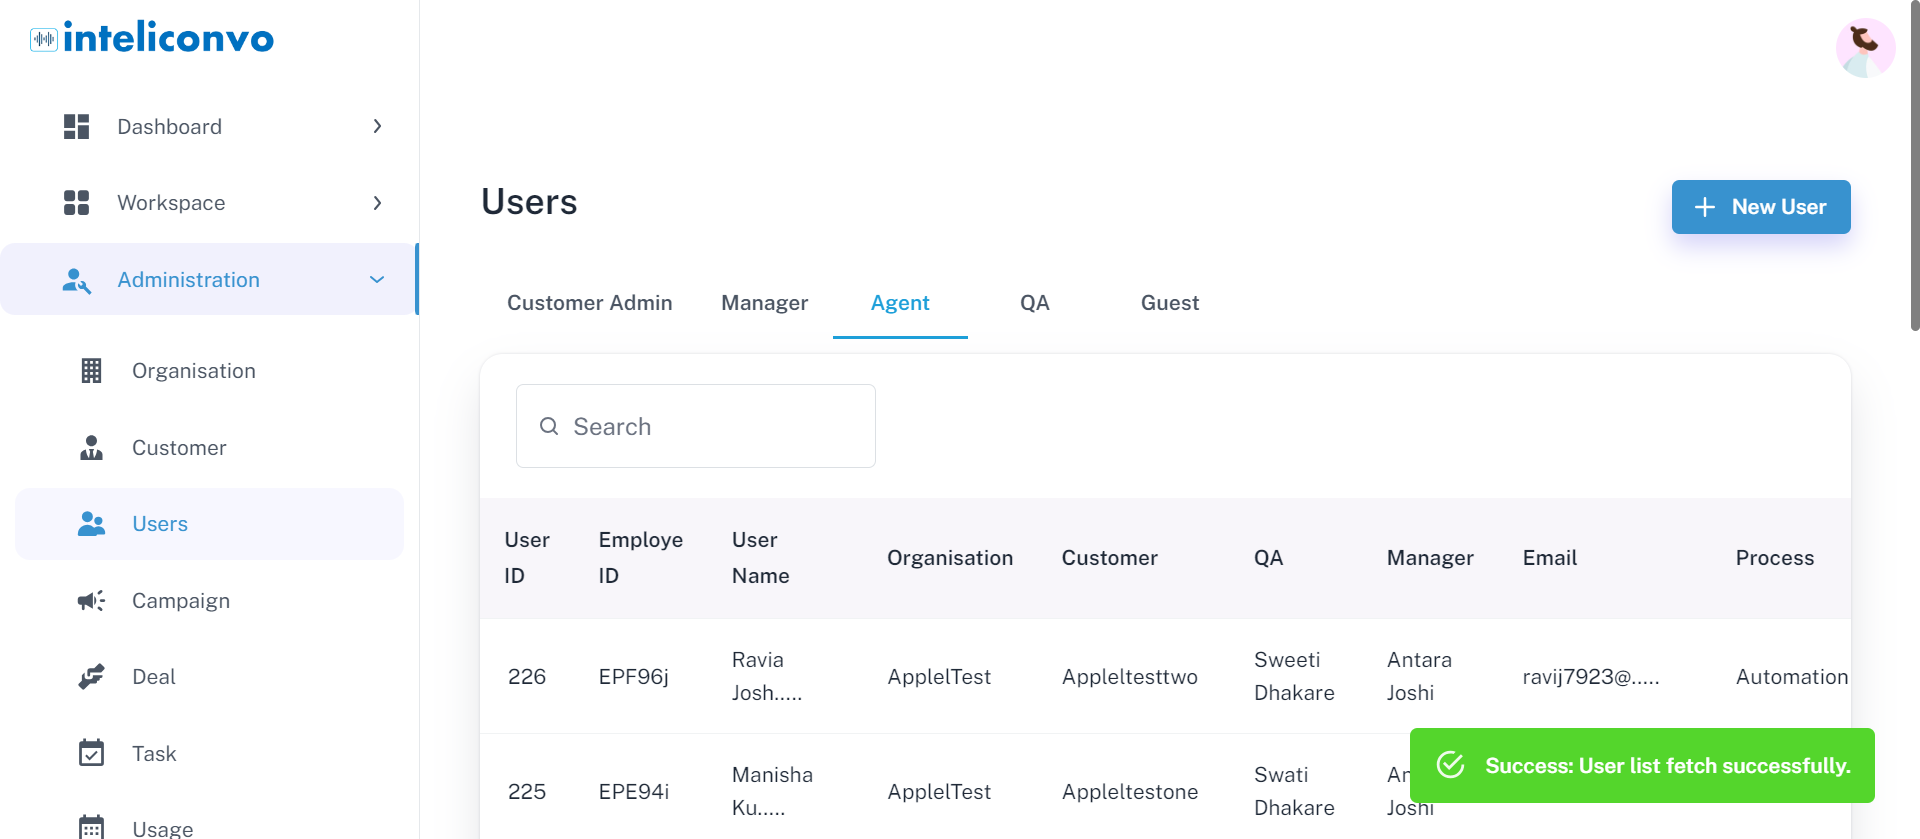 inteliconvo
Dashboard
Workspace
Administration
Organisation
Customer
Users
Campaign
Deal
Task
Usage
Users
New User
Customer Admin
Manager
Agent
QA
Guest
Search
User ID
Employe ID
User Name
Organisation
Customer
QA
Manager
Email
Process
226
EPF96j
Ravia
Josh.....
ApplelTest
Appleltesttwo
Sweeti
Dhakare
Antara
Joshi
ravij7923@.....
Automation
225
EPE94i
Manisha
Ku.....
ApplelTest
Appleltestone
Swati
Dhakare
An
Joshi
Success: User list fetch successfully.